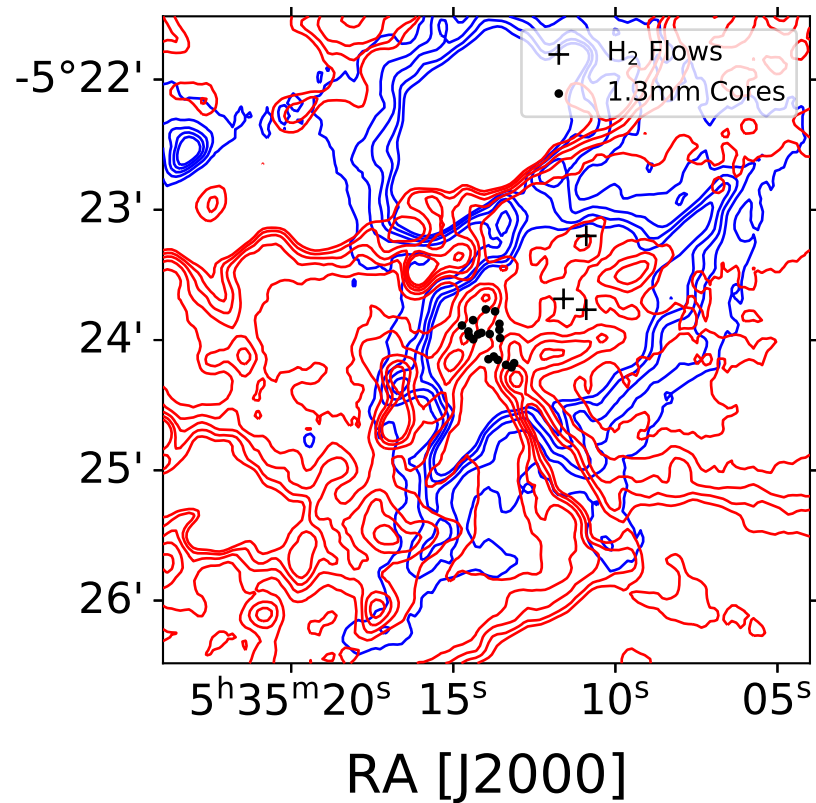 -5°22'
H₂ Flows
1.3mm Cores
23'
24'
25'
26'
5ʰ35ᵐ20ˢ 15ˢ 10ˢ 05ˢ
RA [J2000]